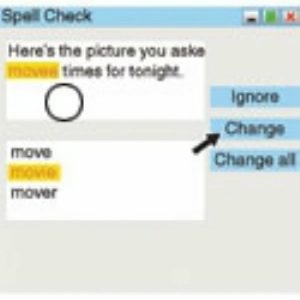 Spell Check
Here's the picture you aske
movee times for tonight.
Ignore
Change
Change all
move
movie
mover